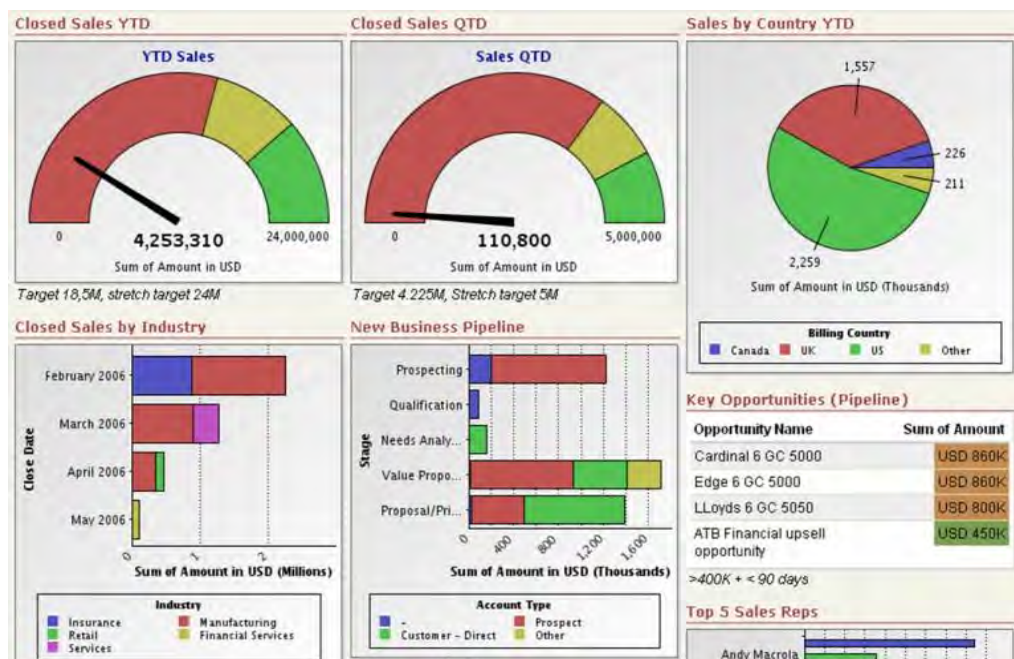 Closed Sales YTD
YTD Sales
0
4,253,310
24,000,000
Sum of Amount in USD
Target 18,5M, stretch target 24M
Closed Sales QTD
Sales QTD
0
110,800
5,000,000
Sum of Amount in USD
Target 4.225M, Stretch target 5M
Sales by Country YTD
1,557
226
211
2,259
Sum of Amount in USD (Thousands)
Billing Country
Canada UK US Other
Closed Sales by Industry
Close Date
February 2006
March 2006
April 2006
May 2006
0 1 2
Sum of Amount in USD (Millions)
Industry
Insurance Manufacturing
Retail Financial Services
Services
New Business Pipeline
Stage
Prospecting
Qualification
Needs Analy...
Value Propo...
Proposal/Pri...
0 400 800 1,200 1,600
Sum of Amount in USD (Thousands)
Account Type
- Prospect
Customer - Direct Other
Key Opportunities (Pipeline)
Opportunity Name Sum of Amount
Cardinal 6 GC 5000 USD 860K
Edge 6 GC 5000 USD 860K
LLoyds 6 GC 5050 USD 800K
ATB Financial upsell USD 450K
opportunity
>400K + < 90 days
Top 5 Sales Reps
Andy Macrola